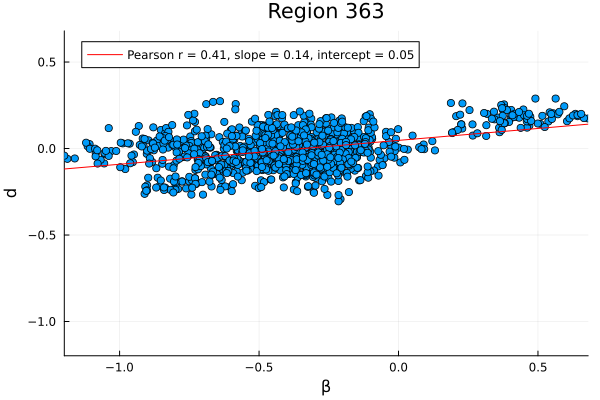 Region 363
Pearson r = 0.41, slope = 0.14, intercept = 0.05
0.5
0.0
−0.5
−1.0
d
−1.0 −0.5 0.0 0.5
β